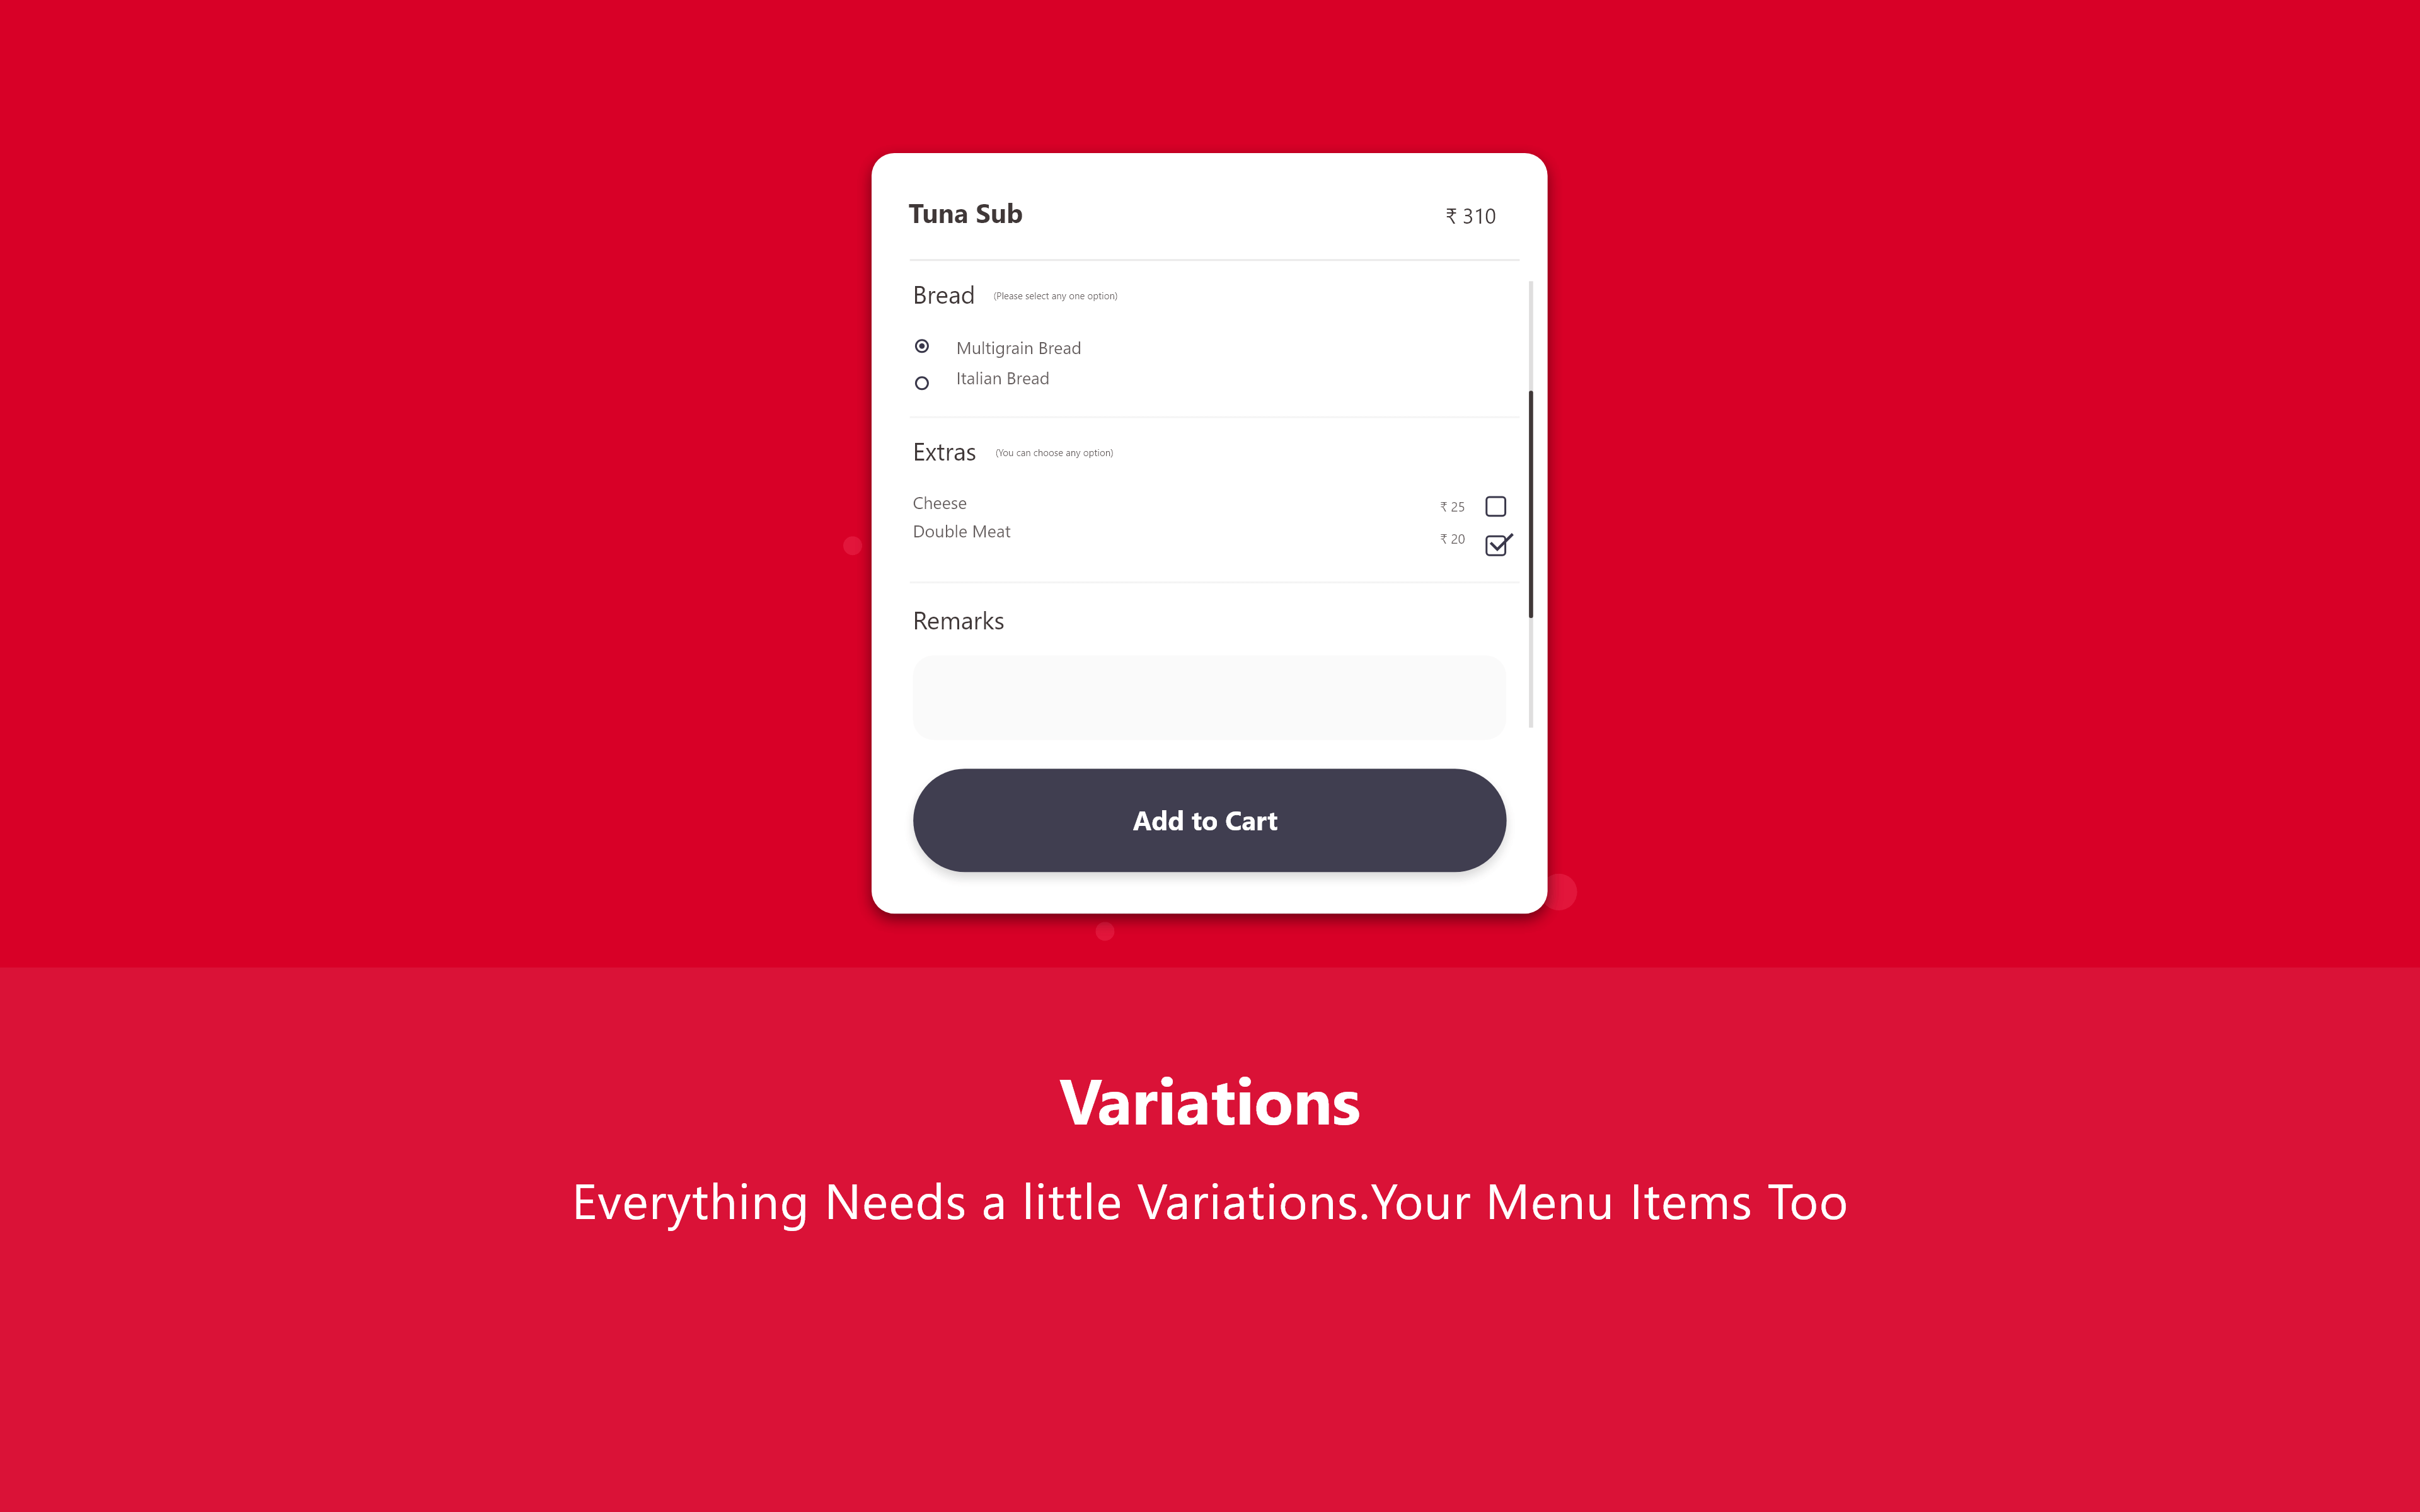 Tuna Sub ₹ 310
Bread (Please select any one option)
Multigrain Bread
Italian Bread
Extras (You can choose any option)
Cheese ₹ 25
Double Meat ₹ 20
Remarks
Add to Cart
Variations
Everything Needs a little Variations.Your Menu Items Too